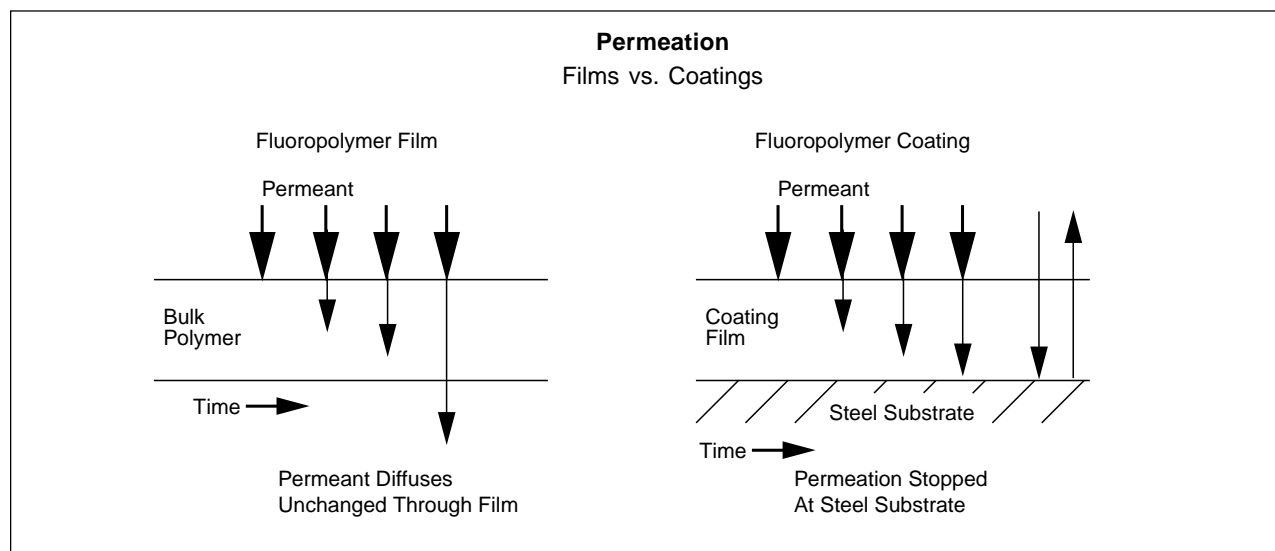 Permeation
Films vs. Coatings
Fluoropolymer Film
Permeant
Bulk
Polymer
Time
Permeant Diffuses
Unchanged Through Film
Fluoropolymer Coating
Permeant
Coating
Film
Steel Substrate
Time
Permeation Stopped
At Steel Substrate